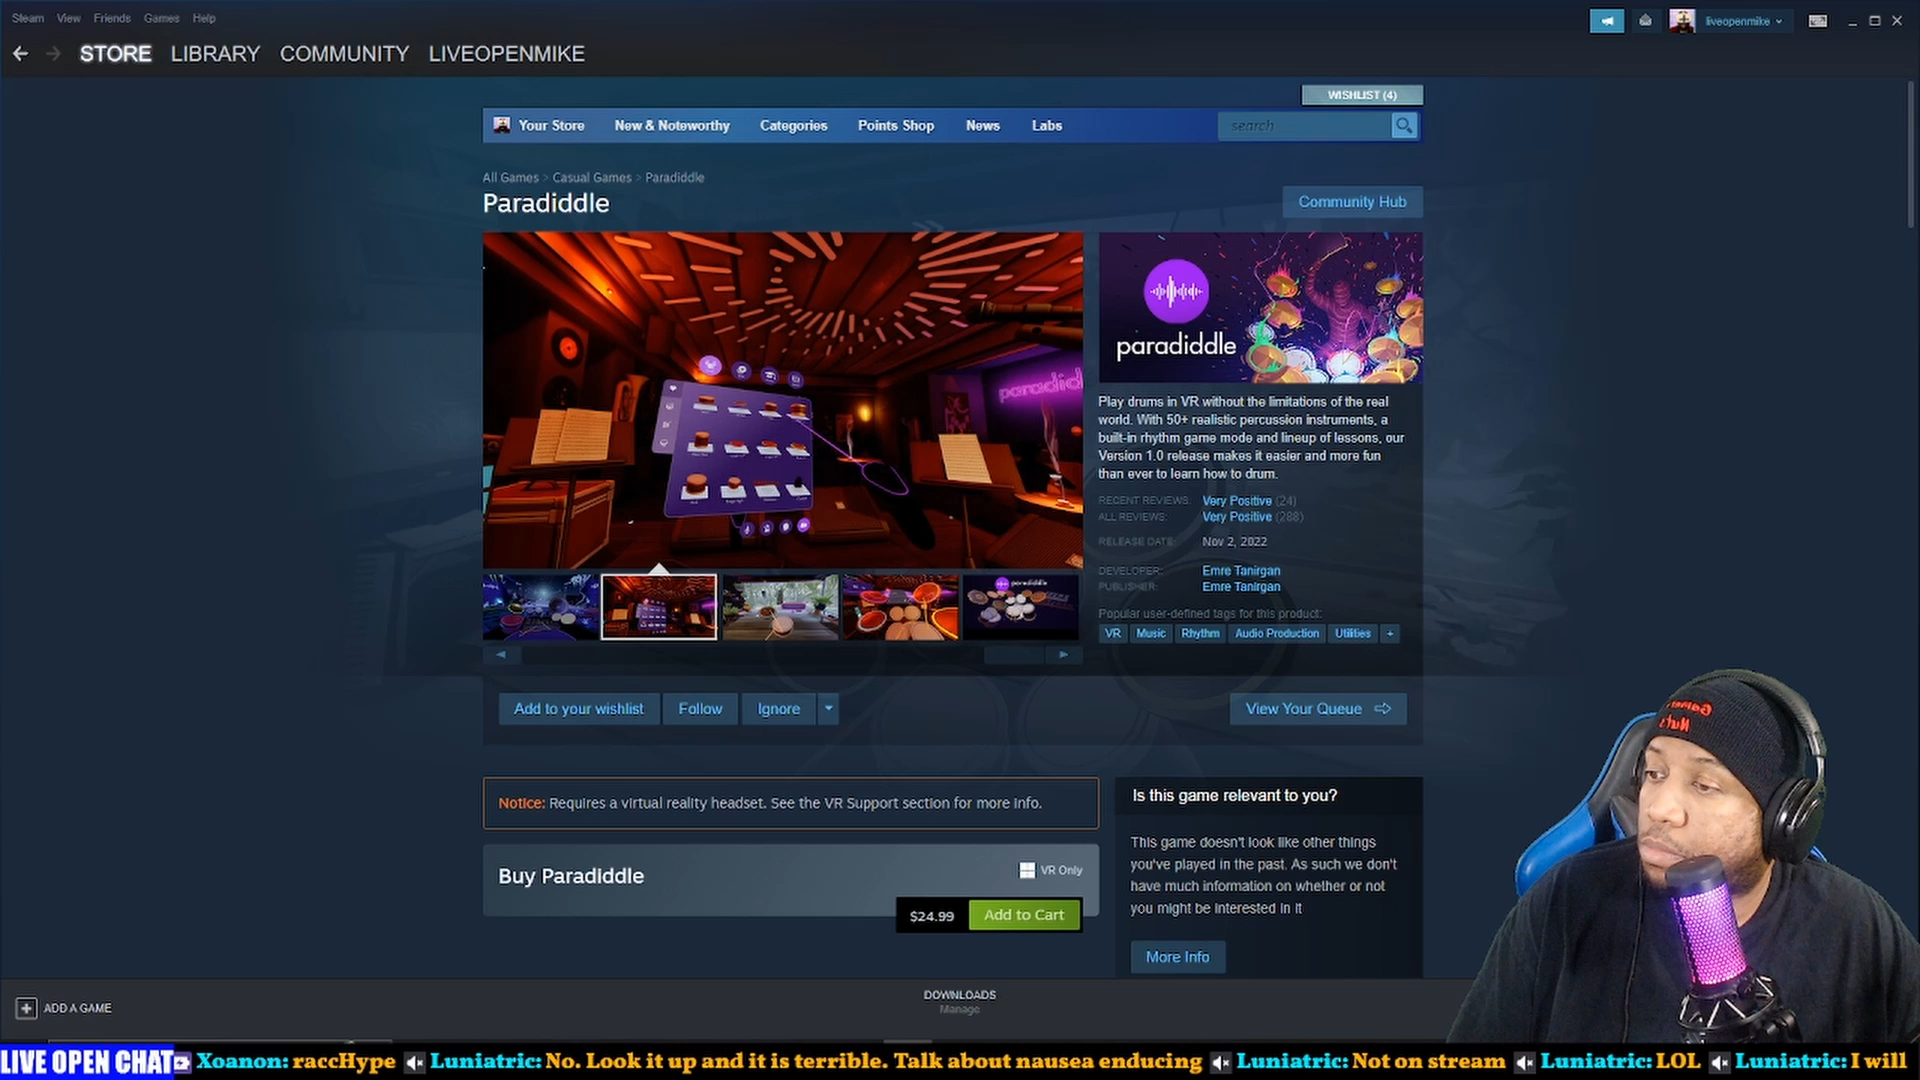 Steam View Friends Games Help
liveopenmike
STORE LIBRARY COMMUNITY LIVEOPENMIKE
WISHLIST (4)
Your Store New & Noteworthy Categories Points Shop News Labs
search
All Games > Casual Games > Paradiddle
Paradiddle
Community Hub
paradiddle
Play drums in VR without the limitations of the real
world. With 50+ realistic percussion instruments, a
built-in rhythm game mode and lineup of lessons, our
Version 1.0 release makes it easier and more fun
than ever to learn how to drum.
RECENT REVIEWS: Very Positive (24)
ALL REVIEWS: Very Positive (288)
RELEASE DATE: Nov 2, 2022
DEVELOPER: Emre Tanirgan
PUBLISHER: Emre Tanirgan
Popular user-defined tags for this product:
VR Music Rhythm Audio Production Utilities +
paradiddle
Add to your wishlist Follow Ignore View Your Queue
Notice: Requires a virtual reality headset. See the VR Support section for more info.
Buy Paradiddle
VR Only
$24.99 Add to Cart
Is this game relevant to you?
This game doesn't look like other things
you've played in the past. As such we don't
have much information on whether or not
you might be interested in it
More Info
ADD A GAME
DOWNLOADS
Manage
LIVE OPEN CHAT Xoanon: raccHype Luniatric: No. Look it up and it is terrible. Talk about nausea enducing Luniatric: Not on stream Luniatric: LOL Luniatric: I will